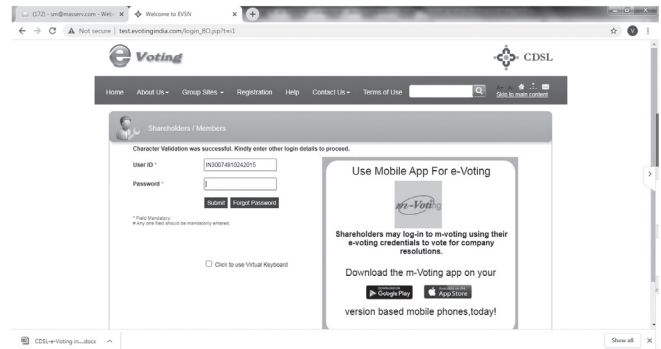 (172) - sm@masserv.com - Web
Welcome to EVSN
Not secure | test.evotingindia.com/login_BO.jsp?t=i1
e Voting
CDSL
Home About Us Group Sites Registration Help Contact Us Terms of Use
Skip to main content
Shareholders / Members
Character Validation was successful. Kindly enter other login details to proceed.
User ID * IN30074910242015
Password *
Submit Forgot Password
* Field Mandatory.
# Any one filed should be mandatorily entered.
Click to use Virtual Keyboard
Use Mobile App For e-Voting
m-Voting
Shareholders may log-in to m-voting using their
e-voting credentials to vote for company
resolutions.
Download the m-Voting app on your
Google Play
App Store
version based mobile phones,today!
CDSL-e-Voting in....docx
Show all